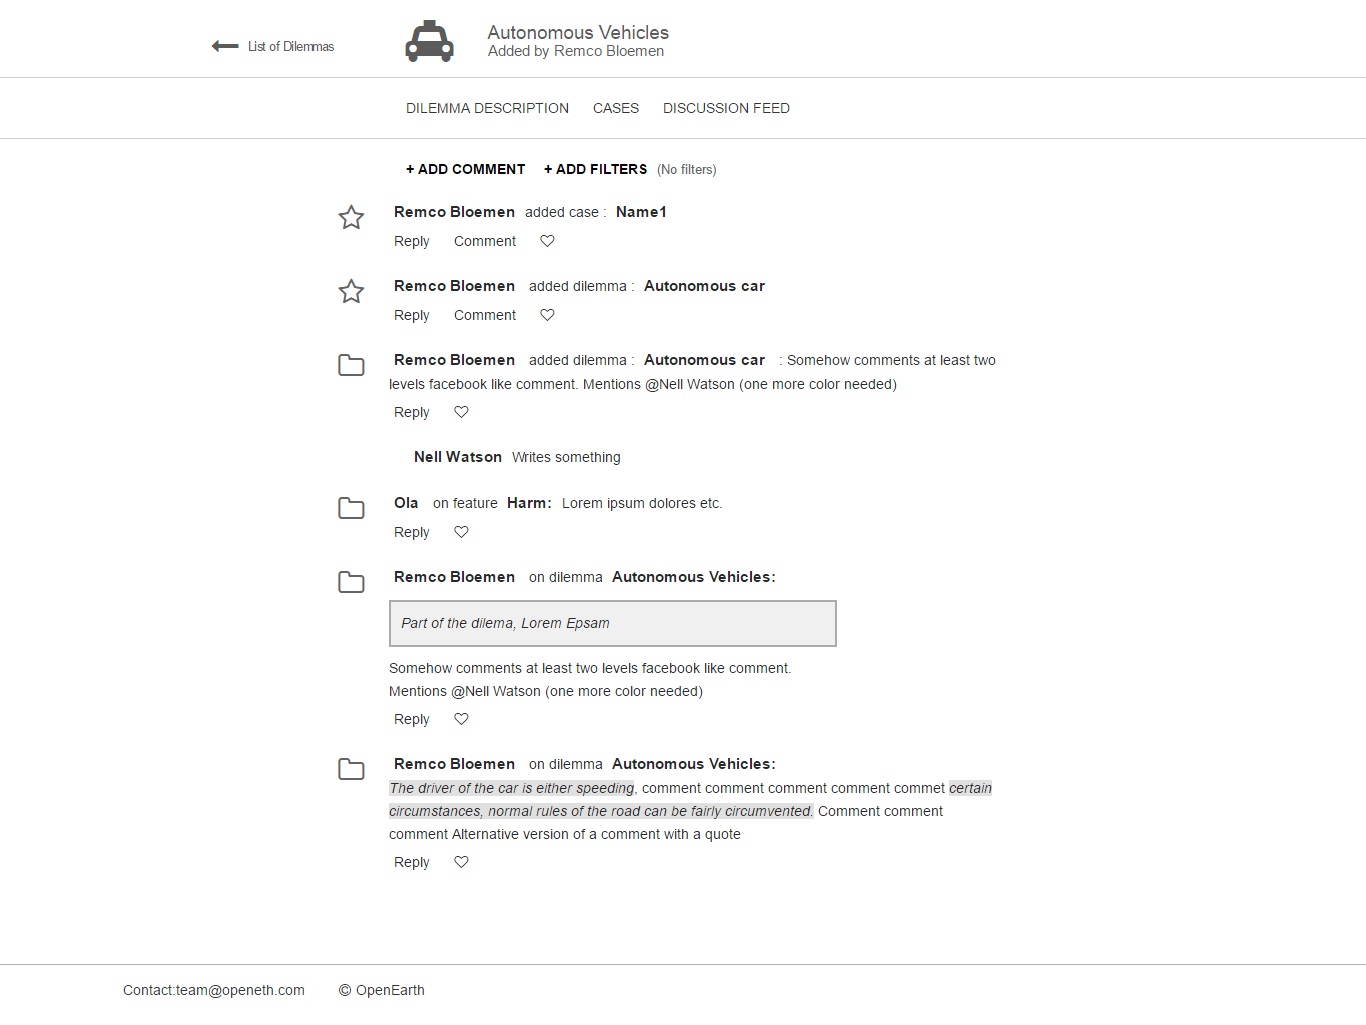 List of Dilemmas
Autonomous Vehicles
Added by Remco Bloemen
DILEMMA DESCRIPTION CASES DISCUSSION FEED
+ ADD COMMENT + ADD FILTERS (No filters)
Remco Bloemen added case : Name1
Reply Comment
Remco Bloemen added dilemma : Autonomous car
Reply Comment
Remco Bloemen added dilemma : Autonomous car : Somehow comments at least two
levels facebook like comment. Mentions @Nell Watson (one more color needed)
Reply
Nell Watson Writes something
Ola on feature Harm: Lorem ipsum dolores etc.
Reply
Remco Bloemen on dilemma Autonomous Vehicles:
Part of the dilema, Lorem Epsam
Somehow comments at least two levels facebook like comment.
Mentions @Nell Watson (one more color needed)
Reply
Remco Bloemen on dilemma Autonomous Vehicles:
The driver of the car is either speeding, comment comment comment comment commet certain
circumstances, normal rules of the road can be fairly circumvented. Comment comment
comment Alternative version of a comment with a quote
Reply
Contact:team@openeth.com © OpenEarth